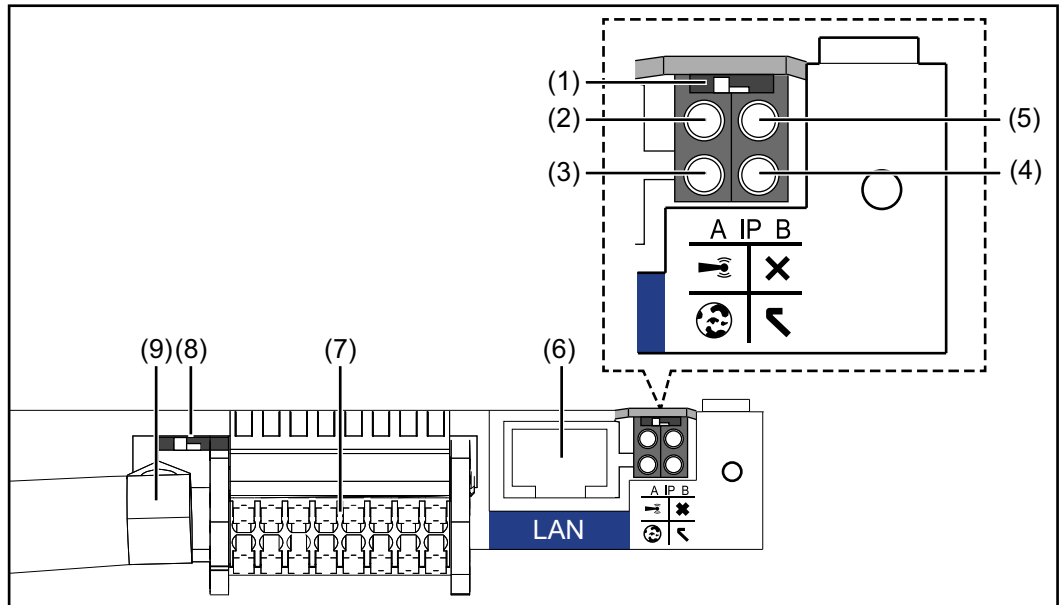 (1)
(2)
(5)
(3)
(4)
A IP B
(9) (8)
(7)
(6)
A IP B
LAN